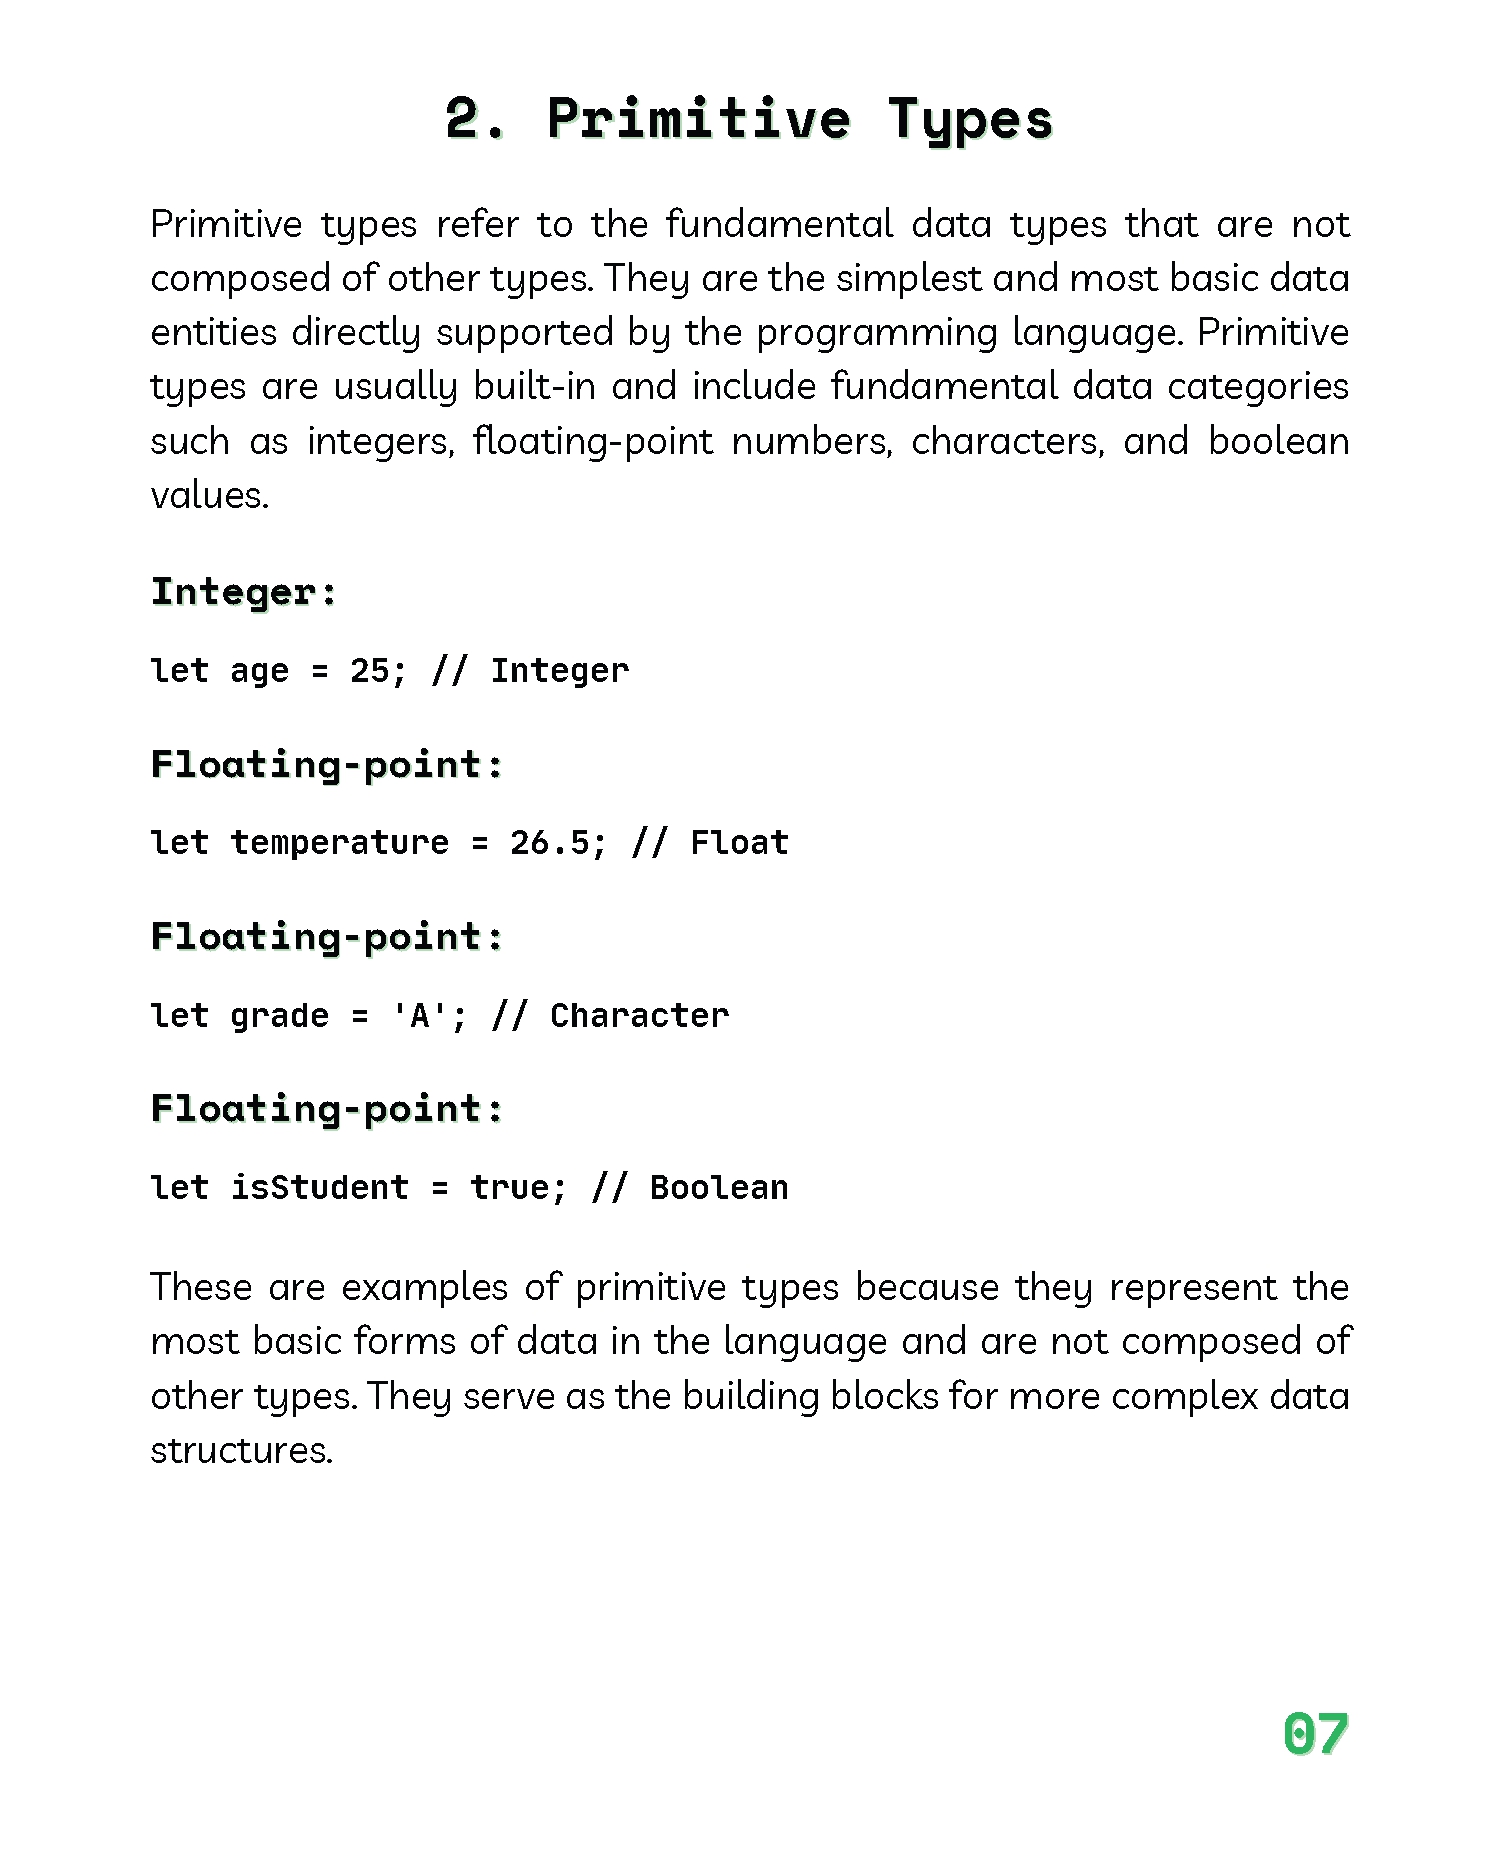 2. Primitive Types
Primitive types refer to the fundamental data types that are not
composed of other types. They are the simplest and most basic data
entities directly supported by the programming language. Primitive
types are usually built-in and include fundamental data categories
such as integers, floating-point numbers, characters, and boolean
values.
Integer:
let age = 25; // Integer
Floating-point:
let temperature = 26.5; // Float
Floating-point:
let grade = 'A'; // Character
Floating-point:
let isStudent = true; // Boolean
These are examples of primitive types because they represent the
most basic forms of data in the language and are not composed of
other types. They serve as the building blocks for more complex data
structures.
07